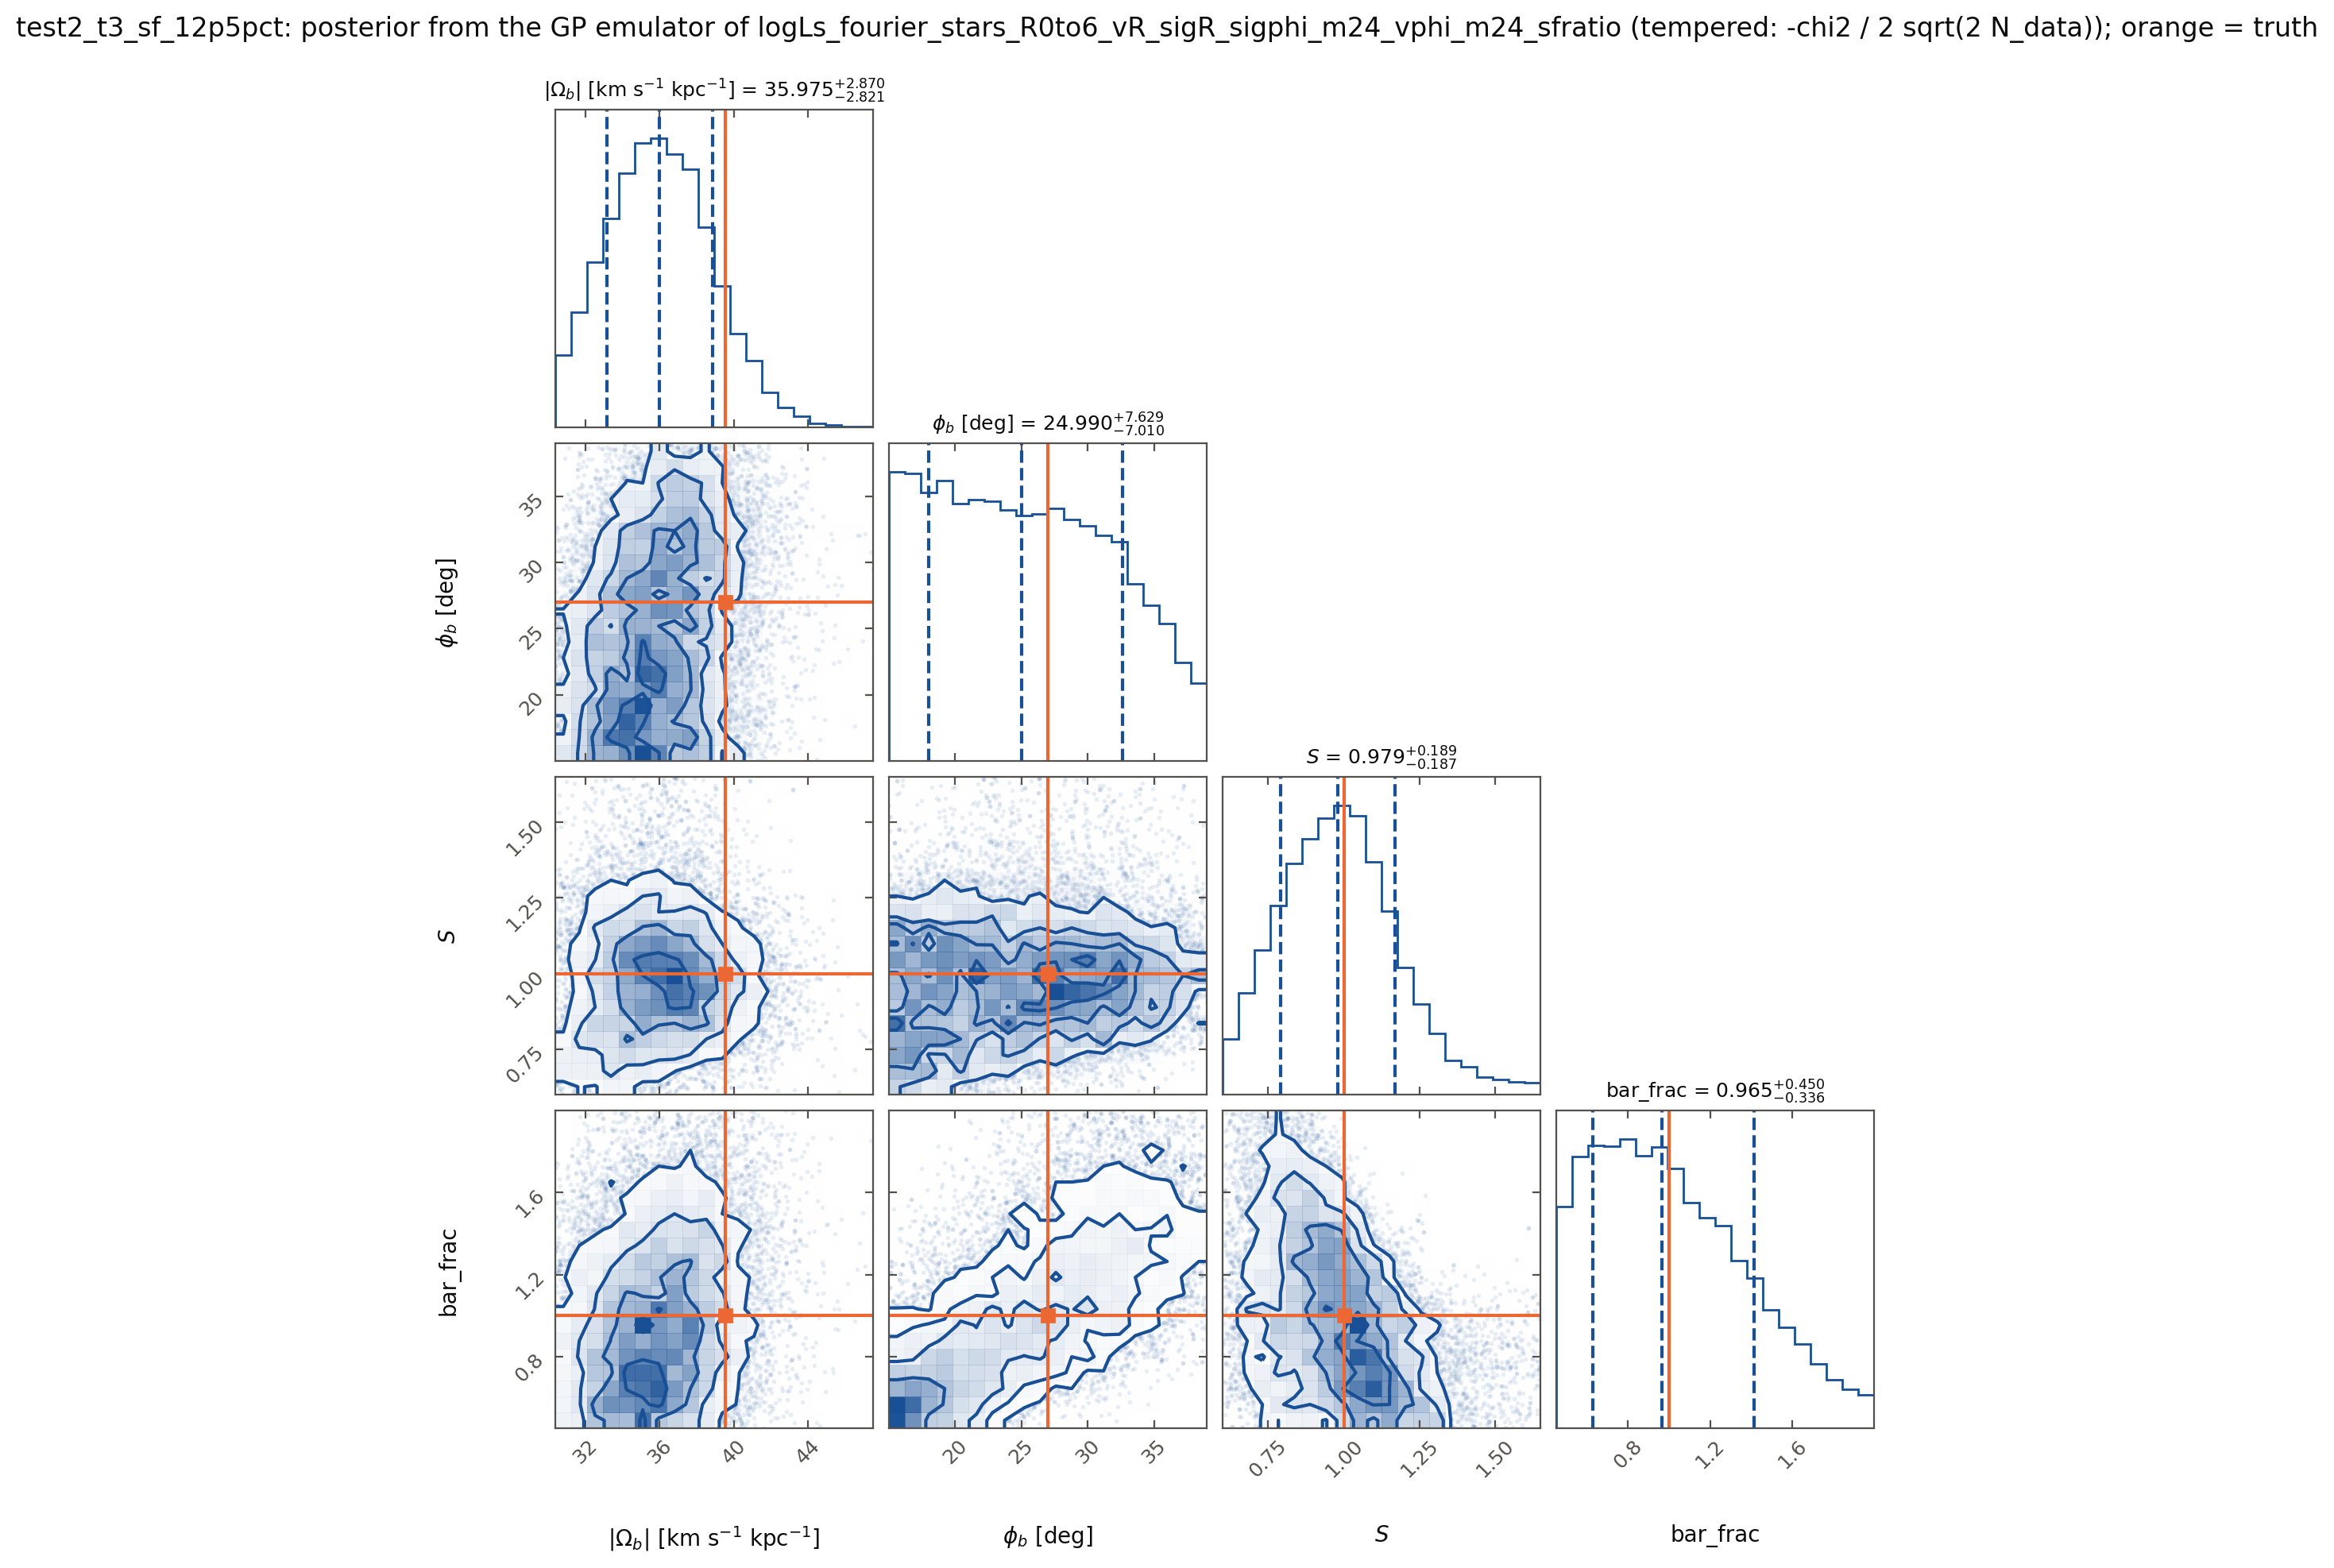 test2_t3_sf_12p5pct: posterior from the GP emulator of logLs_fourier_stars_R0to6_vR_sigR_sigphi_m24_vphi_m24_sfratio (tempered: -chi2 / 2 sqrt(2 N_data)); orange = truth
|Ω_b| [km s⁻¹ kpc⁻¹] = 35.975^{+2.870}_{−2.821}
ϕ_b [deg] = 24.990^{+7.629}_{−7.010}
35
30
25
20
ϕ_b [deg]
S = 0.979^{+0.189}_{−0.187}
1.50
1.25
1.00
0.75
S
bar_frac = 0.965^{+0.450}_{−0.336}
1.6
1.2
0.8
bar_frac
32 36 40 44
20 25 30 35
0.75 1.00 1.25 1.50
0.8 1.2 1.6
|Ω_b| [km s⁻¹ kpc⁻¹]
ϕ_b [deg]
S
bar_frac